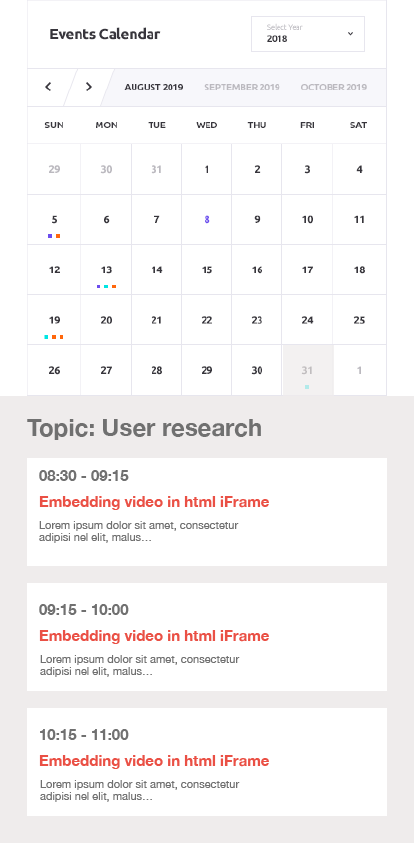 Events Calendar
Select Year
2018
AUGUST 2019 SEPTEMBER 2019 OCTOBER 2019
SUN MON TUE WED THU FRI SAT
29 30 31 1 2 3 4
5 6 7 8 9 10 11
12 13 14 15 16 17 18
19 20 21 22 23 24 25
26 27 28 29 30 31 1
Topic: User research
08:30 - 09:15
Embedding video in html iFrame
Lorem ipsum dolor sit amet, consectetur
adipisi nel elit, malus...
09:15 - 10:00
Embedding video in html iFrame
Lorem ipsum dolor sit amet, consectetur
adipisi nel elit, malus...
10:15 - 11:00
Embedding video in html iFrame
Lorem ipsum dolor sit amet, consectetur
adipisi nel elit, malus...